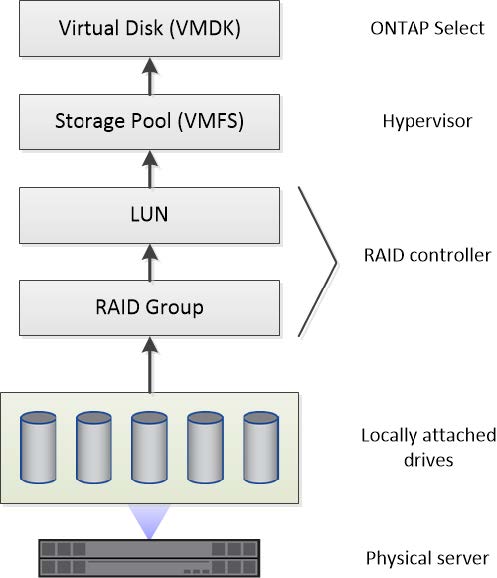 Virtual Disk (VMDK)
ONTAP Select
Storage Pool (VMFS)
Hypervisor
LUN
RAID controller
RAID Group
Locally attached
drives
Physical server